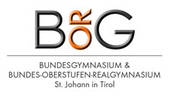 BORG
BUNDESGYMNASIUM &
BUNDES-OBERSTUFEN-REALGYMNASIUM
St. Johann in Tirol